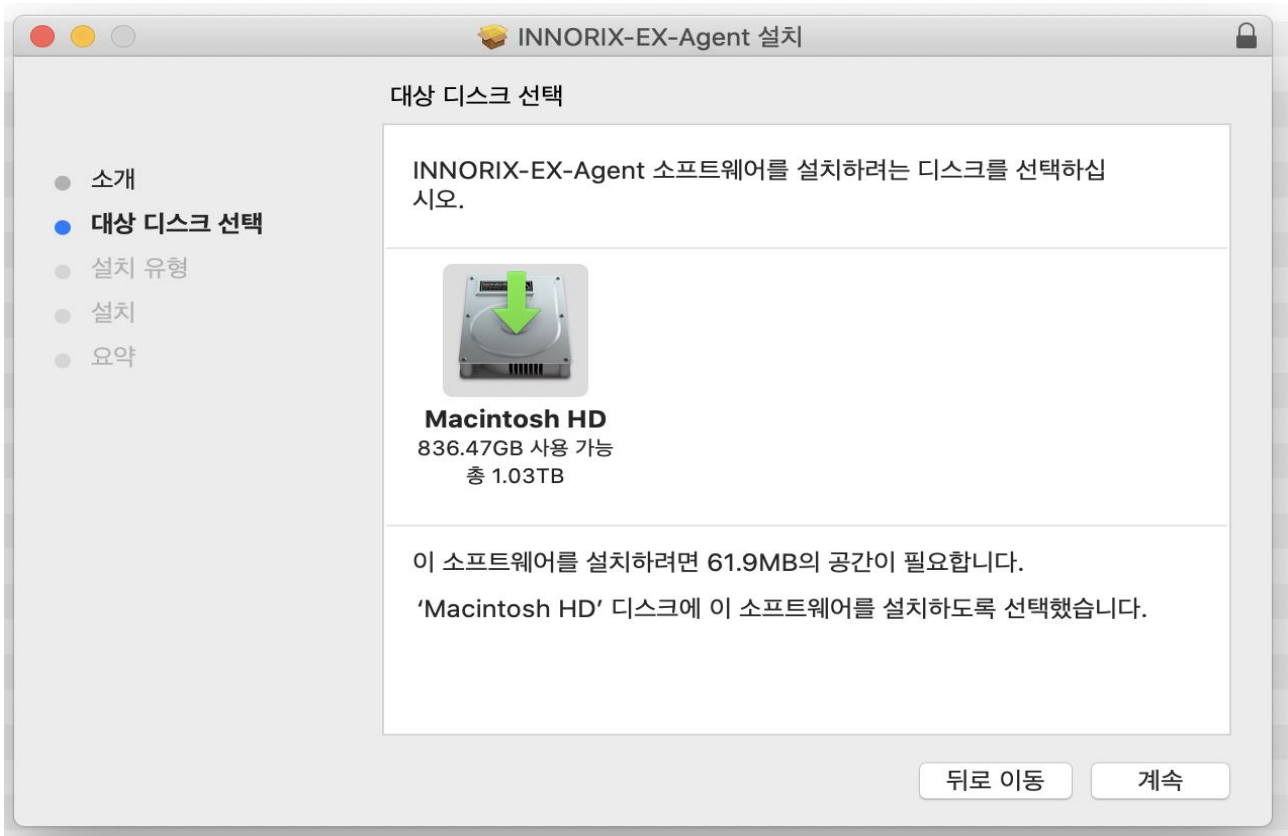 INNORIX-EX-Agent 설치
대상 디스크 선택
소개
대상 디스크 선택
설치 유형
설치
요약
INNORIX-EX-Agent 소프트웨어를 설치하려는 디스크를 선택하십
시오.
Macintosh HD
836.47GB 사용 가능
총 1.03TB
이 소프트웨어를 설치하려면 61.9MB의 공간이 필요합니다.
‘Macintosh HD’ 디스크에 이 소프트웨어를 설치하도록 선택했습니다.
뒤로 이동
계속